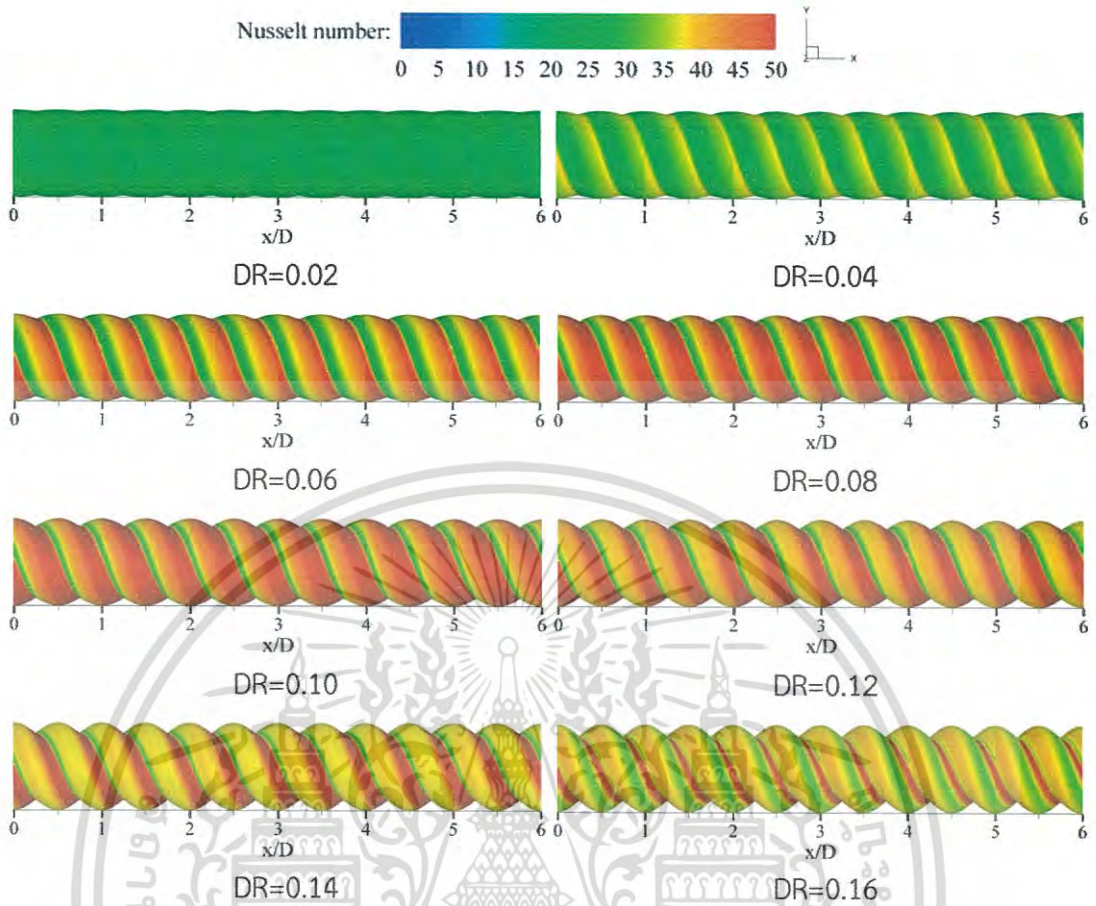 Nusselt number:
0 5 10 15 20 25 30 35 40 45 50
Y
Z X
0 1 2 3 4 5 6
x/D
DR=0.02
0 1 2 3 4 5 6
x/D
DR=0.04
0 1 2 3 4 5 6
x/D
DR=0.06
0 1 2 3 4 5 6
x/D
DR=0.08
0 1 2 3 4 5 6
x/D
DR=0.10
0 1 2 3 4 5 6
x/D
DR=0.12
0 1 2 3 4 5 6
x/D
DR=0.14
0 1 2 3 4 5 6
x/D
DR=0.16